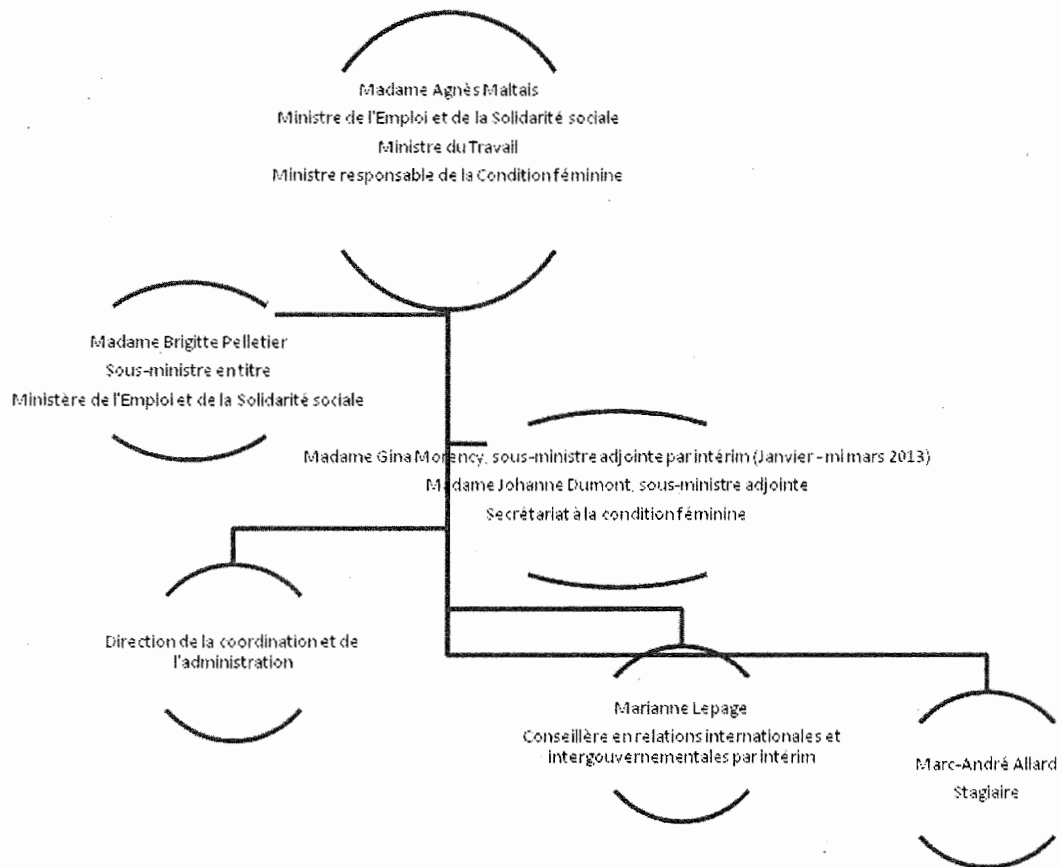 Madame Agnès Maltais
Ministre de l'Emploi et de la Solidarité sociale
Ministre du Travail
Ministre responsable de la Condition féminine
Madame Brigitte Pelletier
Sous-ministre en titre
Ministère de l'Emploi et de la Solidarité sociale
Madame Gina Morency, sous-ministre adjointe par intérim (Janvier - mi mars 2013)
Madame Johanne Dumont, sous-ministre adjointe
Secrétariat à la condition féminine
Direction de la coordination et de
l'administration
Marianne Lepage
Conseillère en relations internationales et
intergouvernementales par intérim
Marc-André Allard
Stagiaire